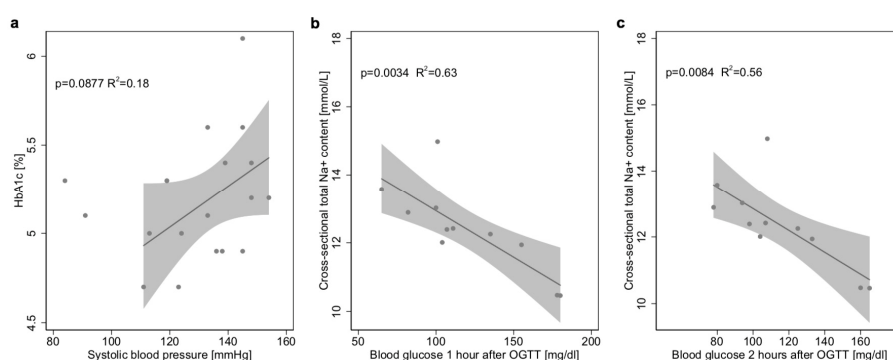 a
b
c
p=0.0877 R²=0.18
p=0.0034 R²=0.63
p=0.0084 R²=0.56
HbA1c [%]
6
5.5
5
4.5
80 100 120 140 160
Systolic blood pressure [mmHg]
Cross-sectional total Na+ content [mmol/L]
18
16
14
12
10
50 100 150 200
Blood glucose 1 hour after OGTT [mg/dl]
Cross-sectional total Na+ content [mmol/L]
18
16
14
12
10
80 100 120 140 160
Blood glucose 2 hours after OGTT [mg/dl]